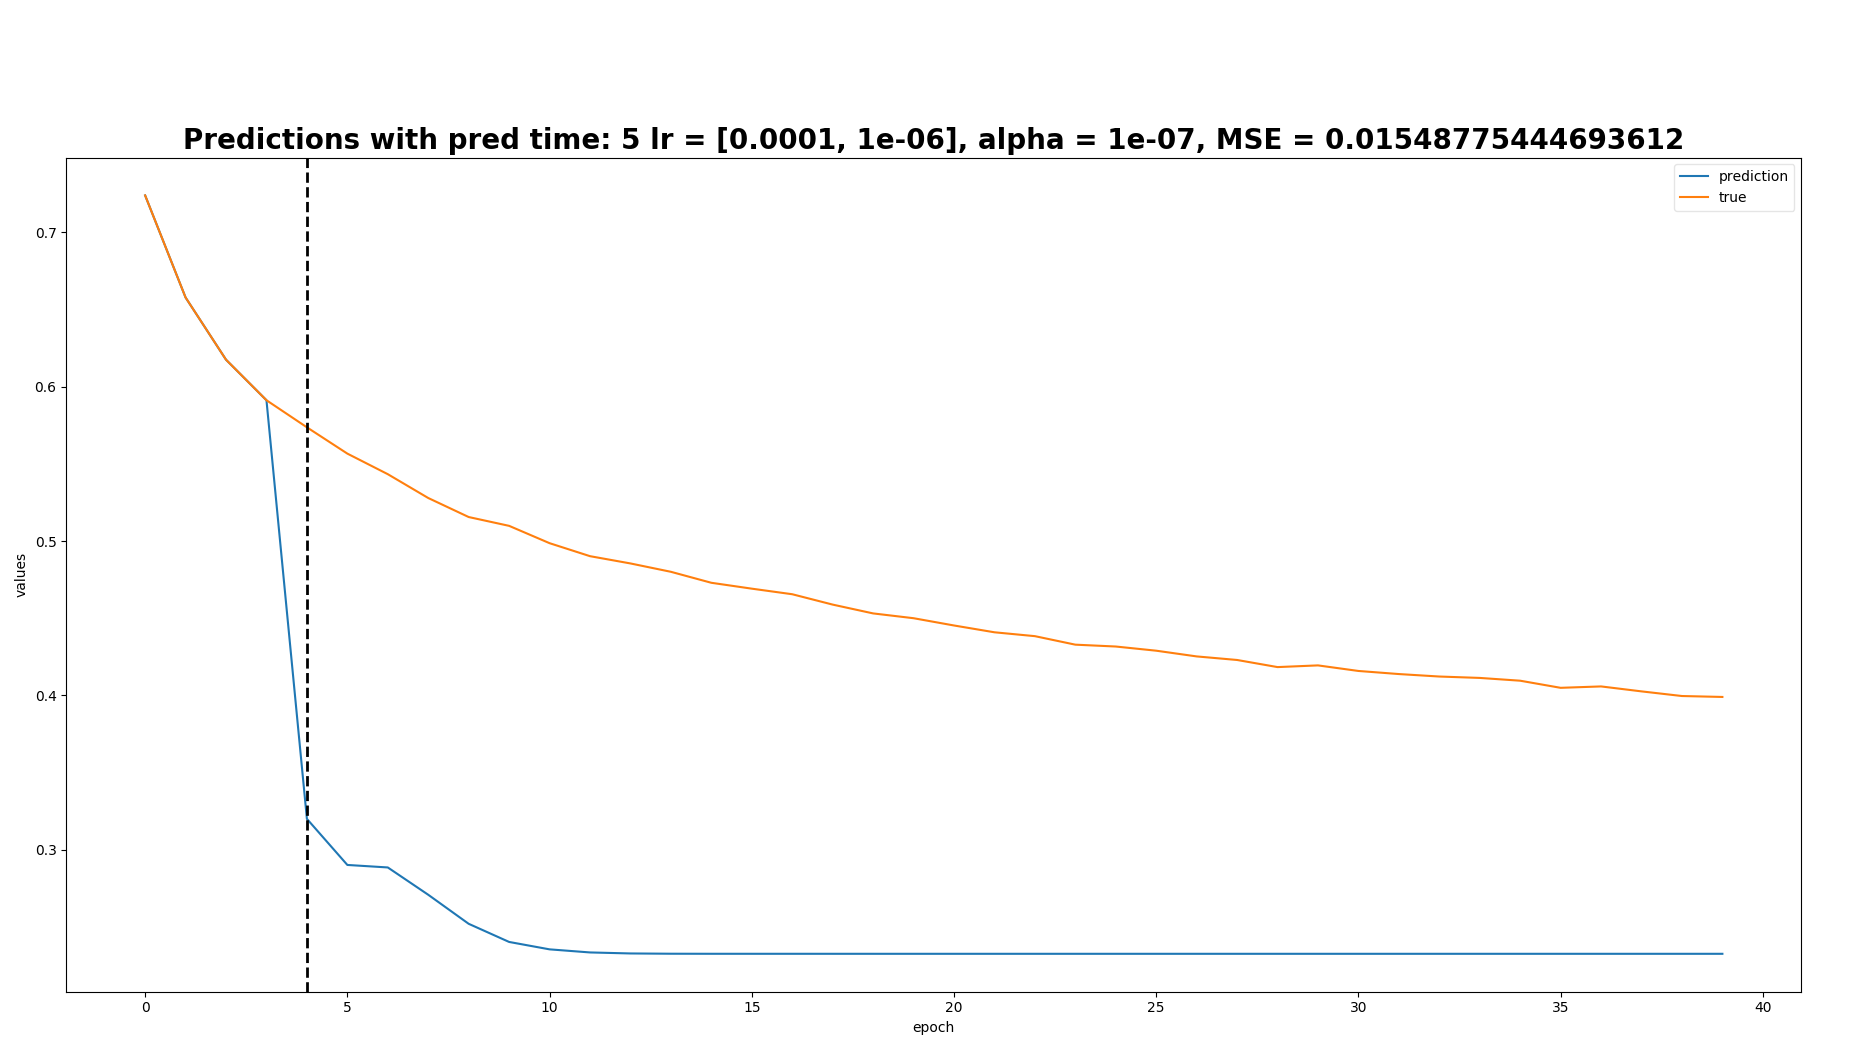 Predictions with pred time: 5 lr = [0.0001, 1e-06], alpha = 1e-07, MSE = 0.01548775444693612
prediction
true
0.7
0.6
0.5
0.4
0.3
values
0 5 10 15 20 25 30 35 40
epoch